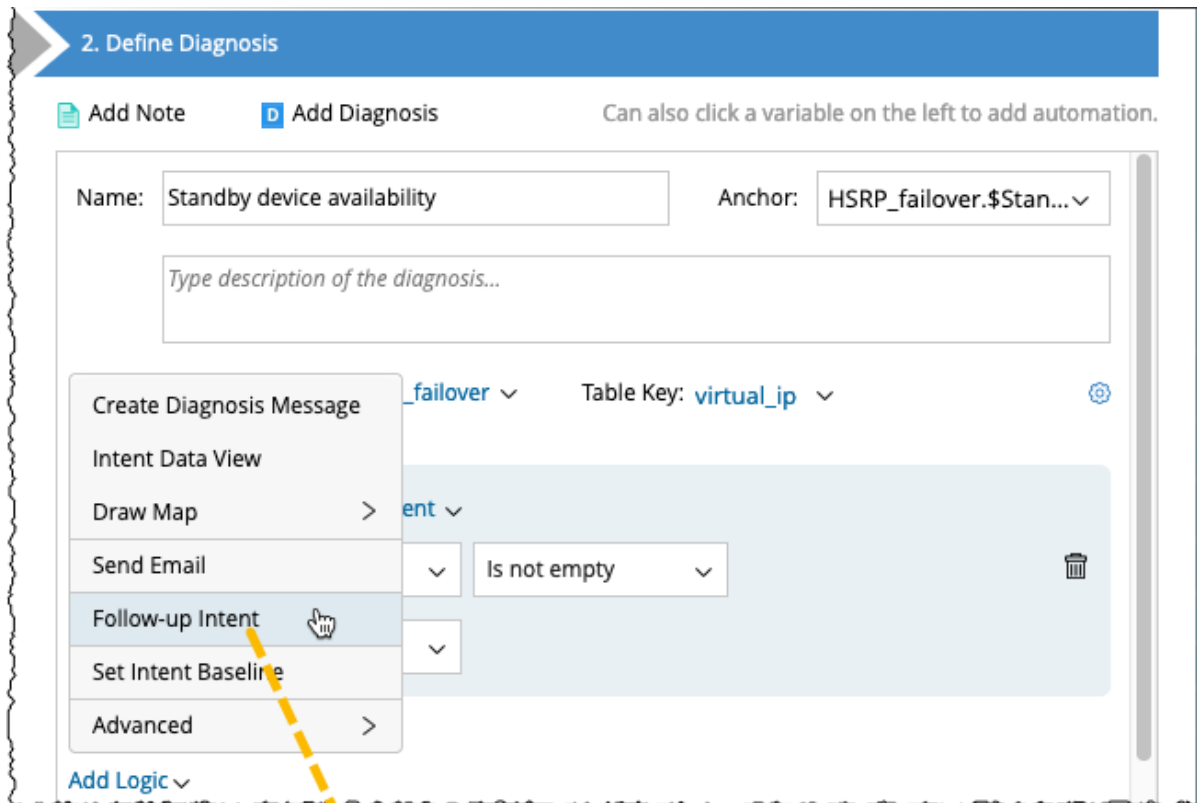 2. Define Diagnosis
Add Note D Add Diagnosis Can also click a variable on the left to add automation.
Name: Standby device availability Anchor: HSRP_failover.$Stan...
Type description of the diagnosis...
_failover Table Key: virtual_ip
Create Diagnosis Message
Intent Data View
Draw Map
ent
Send Email
Is not empty
Follow-up Intent
Set Intent Baseline
Advanced
Add Logic